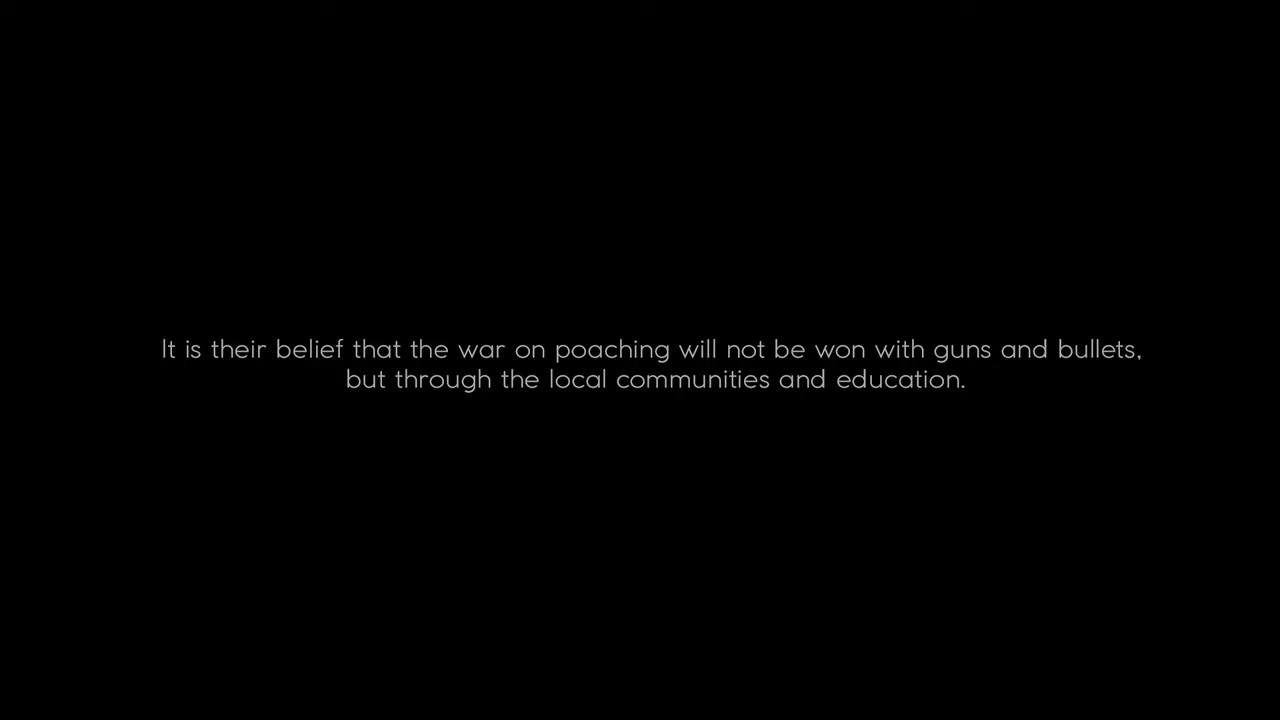 It is their belief that the war on poaching will not be won with guns and bullets,
but through the local communities and education.